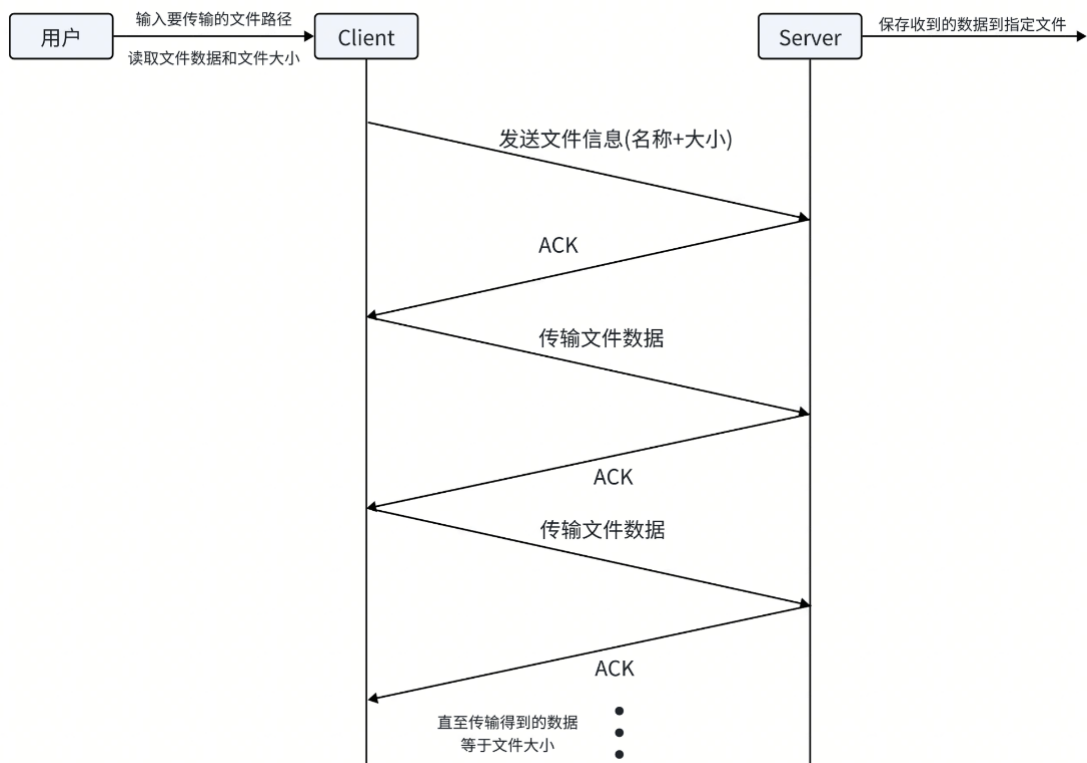 用户
输入要传输的文件路径
读取文件数据和文件大小
Client
Server
保存收到的数据到指定文件
发送文件信息(名称+大小)
ACK
传输文件数据
ACK
传输文件数据
ACK
直至传输得到的数据
等于文件大小